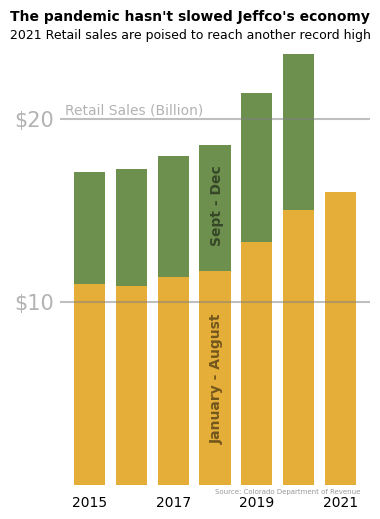 The pandemic hasn't slowed Jeffco's economy
2021 Retail sales are poised to reach another record high
Retail Sales (Billion)
$20
Sept - Dec
$10
January - August
Source: Colorado Department of Revenue
2015
2017
2019
2021